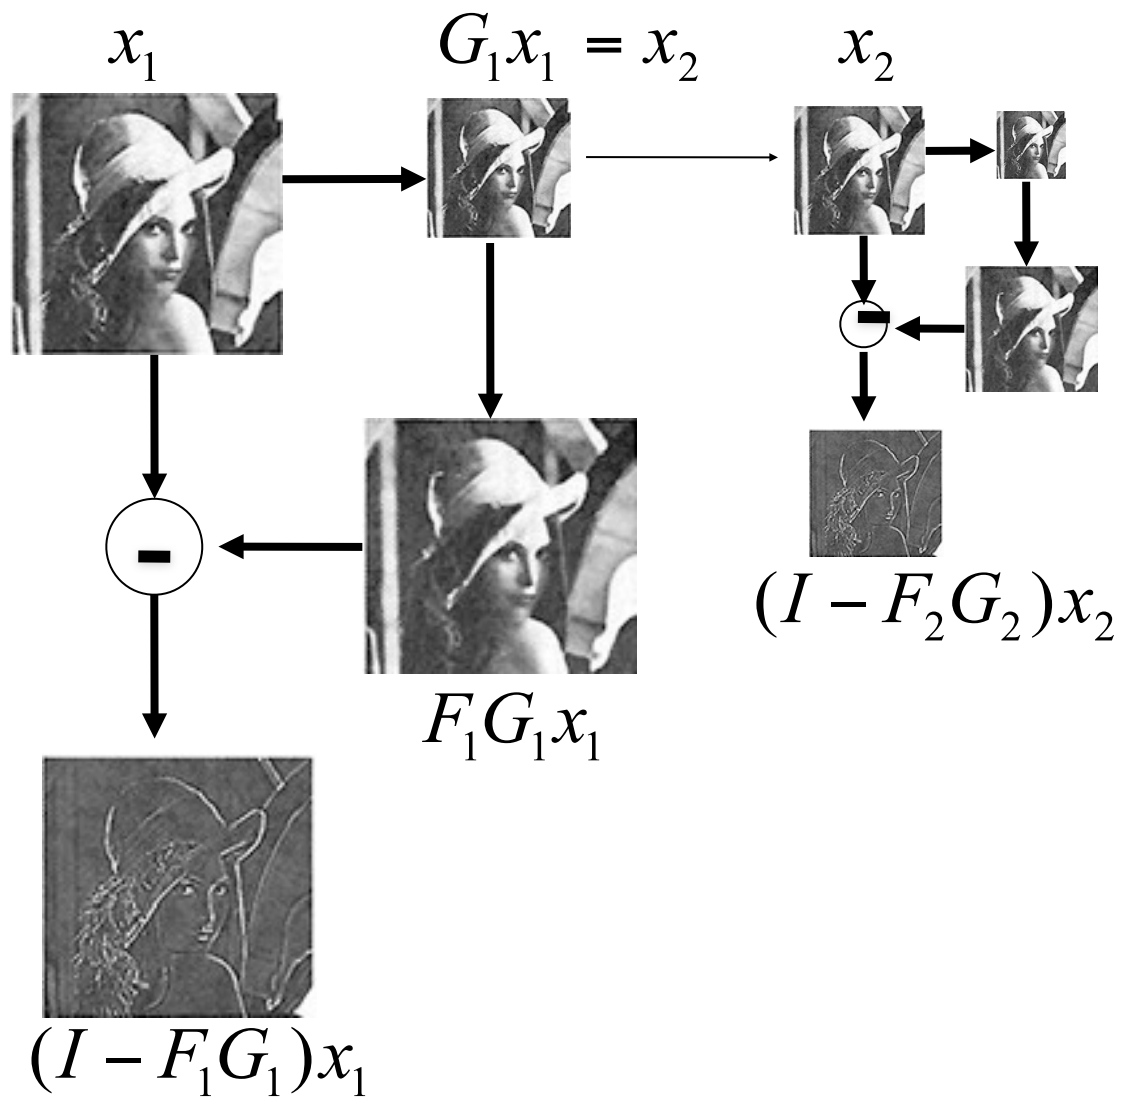 x₁
G₁x₁ = x₂
x₂
(I − F₂G₂)x₂
F₁G₁x₁
(I − F₁G₁)x₁